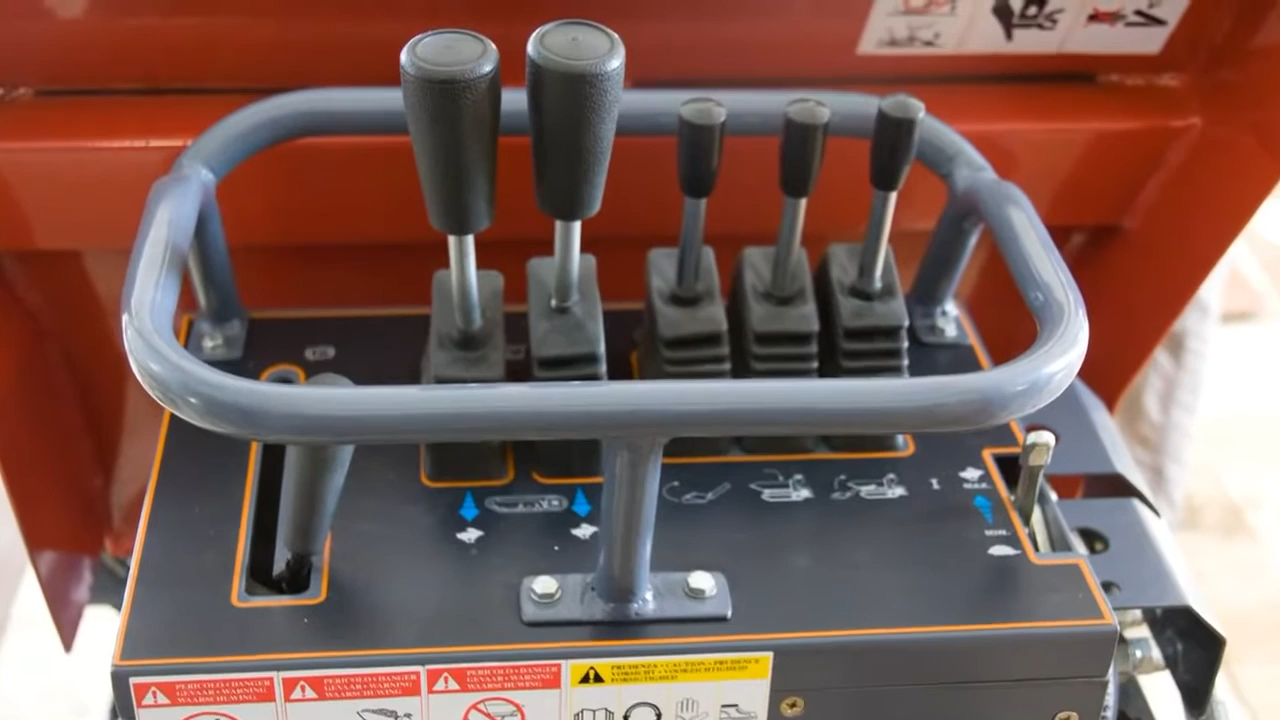 I
MAX.
MIN.
PERICOLO • DANGER
GEVAAR • WARNING
WAARSCHUWING
PERICOLO • DANGER
GEVAAR • WARNING
WAARSCHUWING
PERICOLO • DANGER
GEVAAR • WARNING
WAARSCHUWING
PRUDENZA • CAUTION • PRUDENCE
VORSICHT • VOORZICHTIGHEID
FORSIGTIGHED